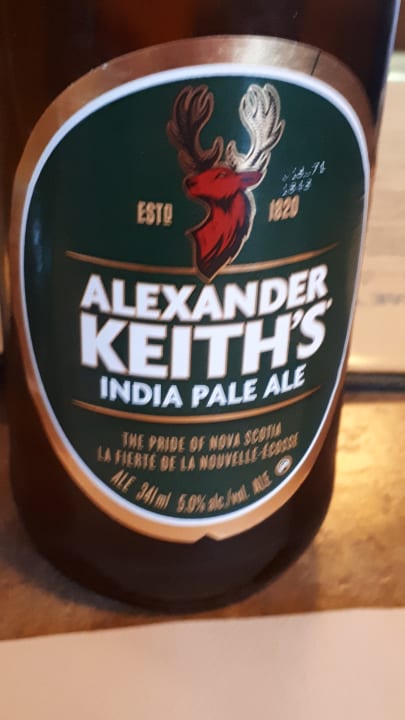 ESTD 1820
ALEXANDER
KEITH'S
INDIA PALE ALE
THE PRIDE OF NOVA SCOTIA
LA FIERTÉ DE LA NOUVELLE-ÉCOSSE
ALE 341ml 5.0% alc./vol. ALE